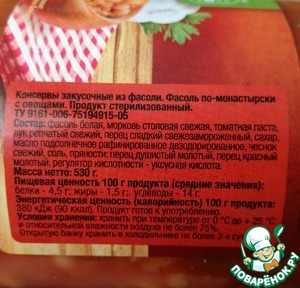 Консервы закусочные из фасоли. Фасоль по-монастырски
с овощами. Продукт стерилизованный.
ТУ 9161-006-75194915-05
Состав: фасоль белая, морковь столовая свежая, томатная паста,
лук репчатый свежий, перец сладкий свежезамороженный, сахар,
масло подсолнечное рафинированное дезодорированное, чеснок
свежий, соль, пряности: перец душистый молотый, перец красный
молотый, регулятор кислотности - уксусная кислота.
Масса нетто: 530 г.
Пищевая ценность 100 г продукта (средние значения):
белки - 4,5 г; жиры - 1,5 г; углеводы - 14 г.
Энергетическая ценность (калорийность) 100 г продукта:
380 кДж (90 ккал). Продукт готов к употреблению.
Условия хранения: хранить при температуре от 0 °С до + 25 °С
и относительной влажности воздуха не более 75%.
Открытую банку хранить в холодильнике не более 3-х
ПОВАРЁНОК.РУ